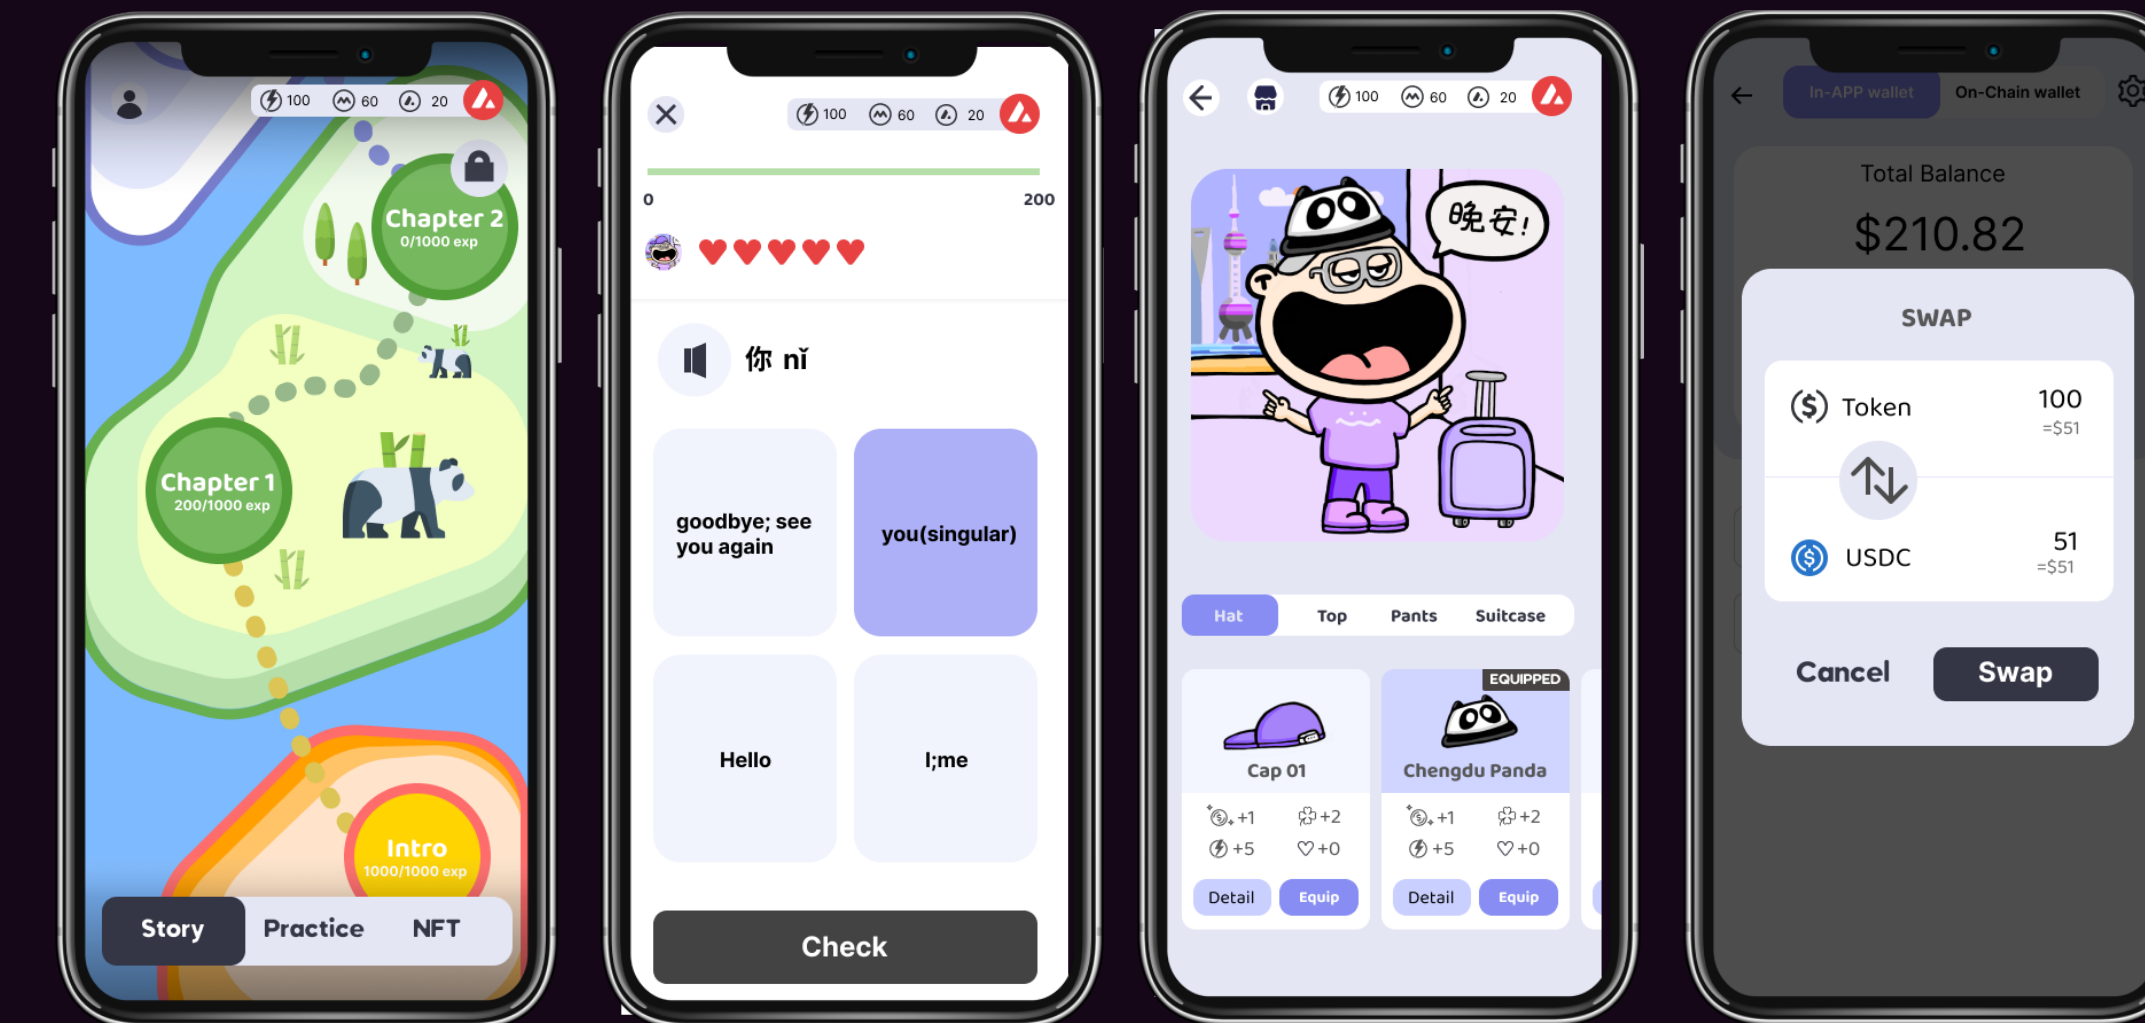 100 60 20
Chapter 2
0/1000 exp
Chapter 1
200/1000 exp
Intro
1000/1000 exp
Story Practice NFT
100 60 20
0 200
你 nǐ
goodbye; see
you again
you(singular)
Hello
I;me
Check
100 60 20
晚安!
Hat Top Pants Suitcase
EQUIPPED
Cap 01
Chengdu Panda
+1 +2
+5 +0
+1 +2
+5 +0
Detail Equip
Detail Equip
In-APP wallet On-Chain wallet
Total Balance
$210.82
SWAP
Token 100
=$51
USDC 51
=$51
Cancel Swap